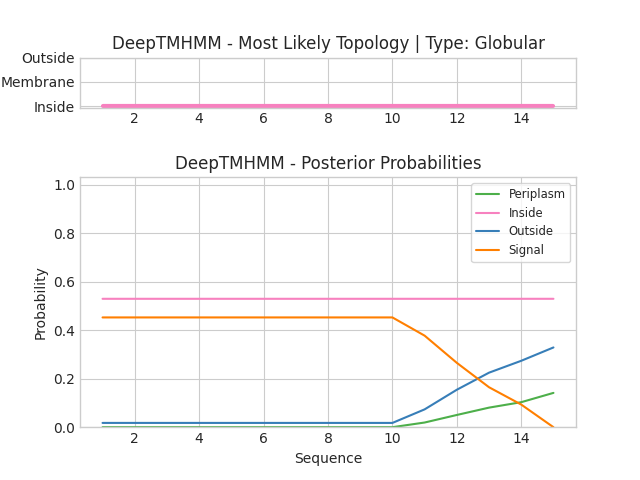 DeepTMHMM - Most Likely Topology | Type: Globular
Outside
Membrane
Inside
2 4 6 8 10 12 14
DeepTMHMM - Posterior Probabilities
1.0
0.8
0.6
0.4
0.2
0.0
Probability
Periplasm
Inside
Outside
Signal
2 4 6 8 10 12 14
Sequence